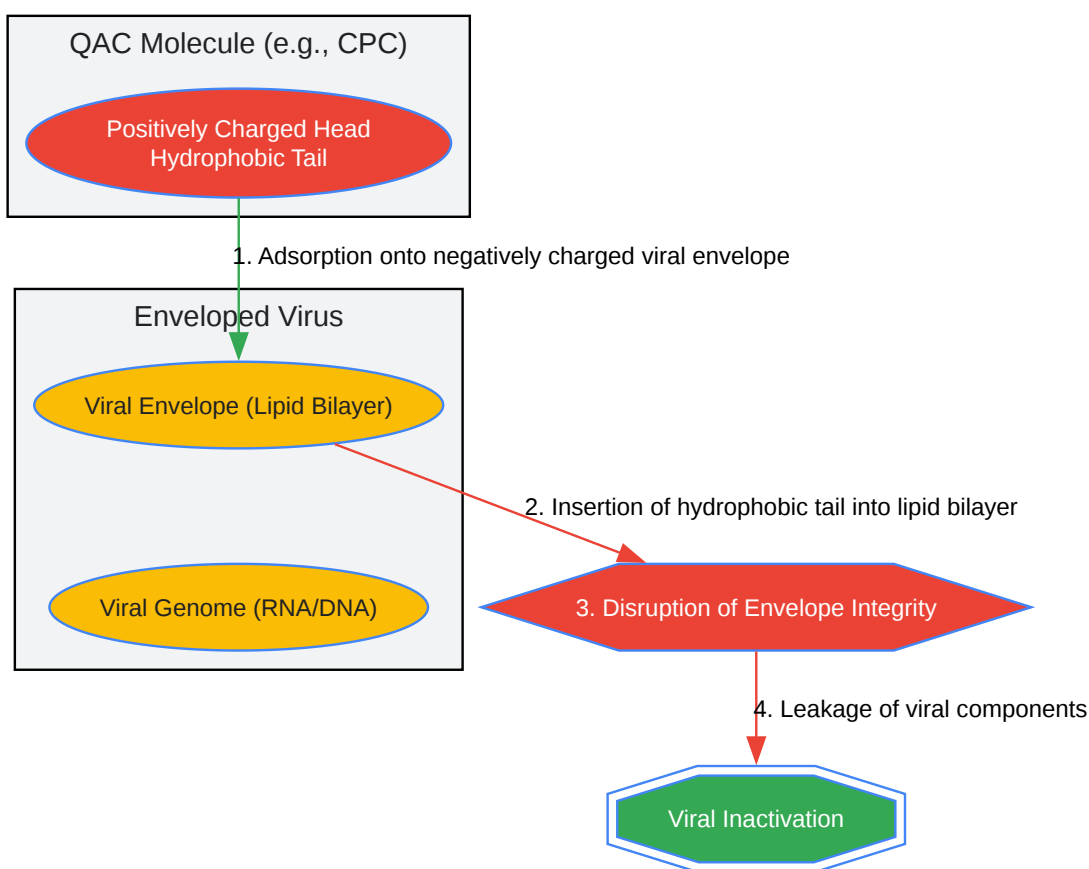 QAC Molecule (e.g., CPC)
Positively Charged Head
Hydrophobic Tail
1. Adsorption onto negatively charged viral envelope
Enveloped Virus
Viral Envelope (Lipid Bilayer)
2. Insertion of hydrophobic tail into lipid bilayer
Viral Genome (RNA/DNA)
3. Disruption of Envelope Integrity
4. Leakage of viral components
Viral Inactivation